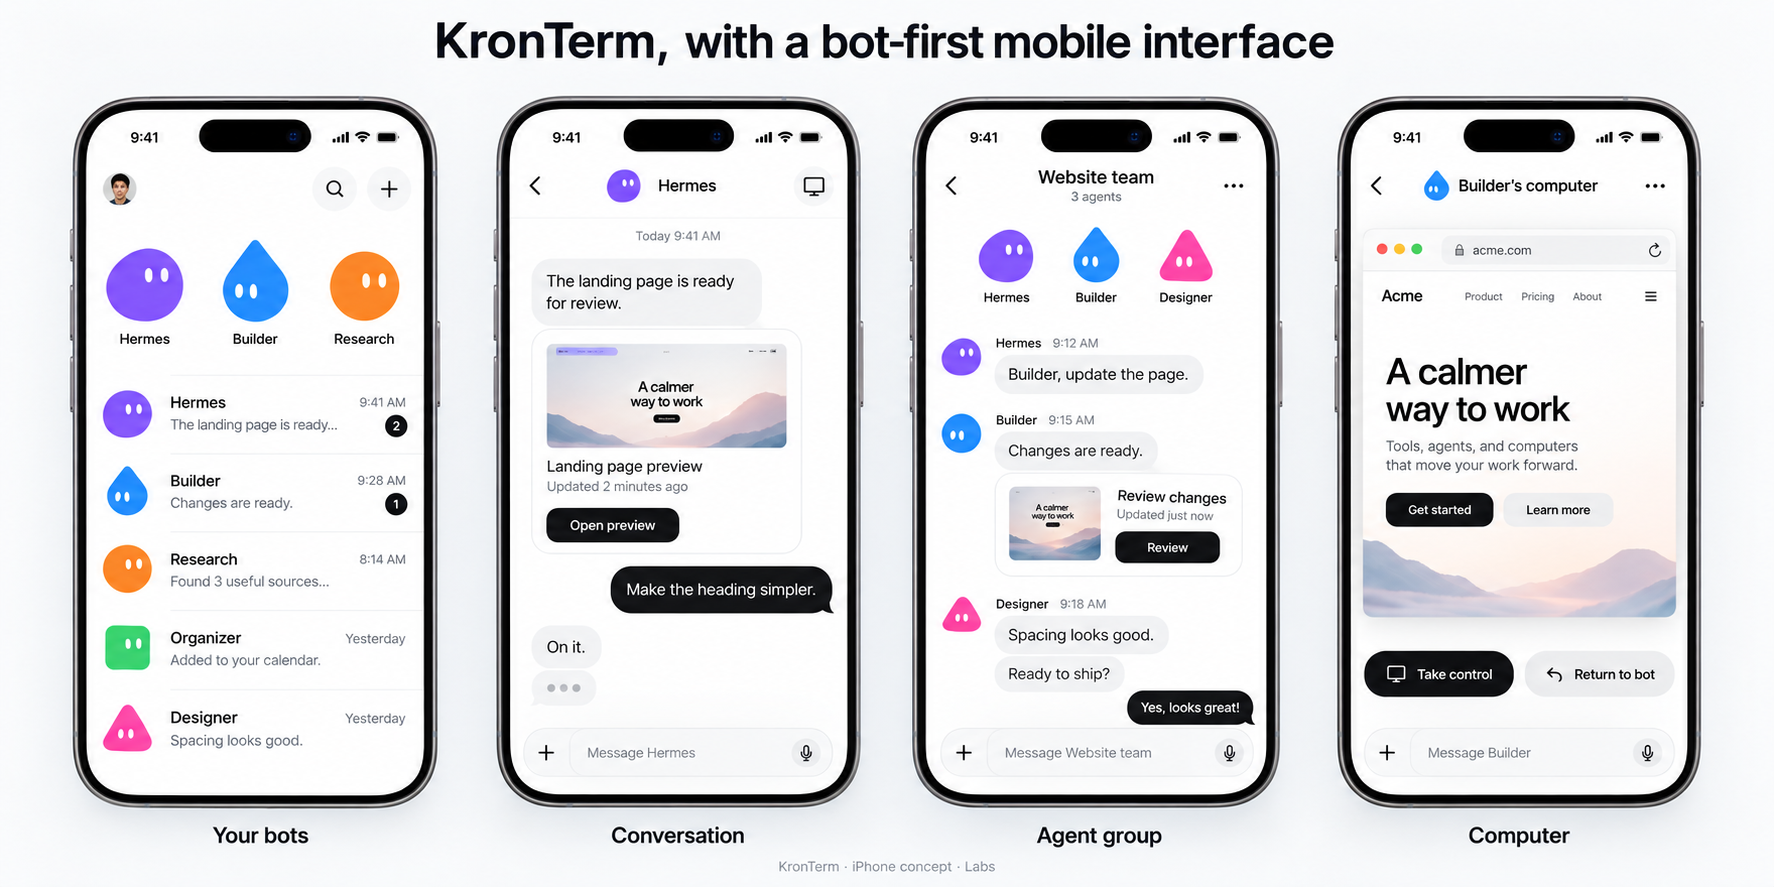 KronTerm, with a bot-first mobile interface
9:41
Hermes
Builder
Research
Hermes
9:41 AM
The landing page is ready...
2
Builder
9:28 AM
Changes are ready.
1
Research
8:14 AM
Found 3 useful sources...
Organizer
Yesterday
Added to your calendar.
Designer
Yesterday
Spacing looks good.
Your bots
9:41
Hermes
Today 9:41 AM
The landing page is ready
for review.
A calmer
way to work
Landing page preview
Updated 2 minutes ago
Open preview
Make the heading simpler.
On it.
Message Hermes
Conversation
9:41
Website team
3 agents
Hermes
Builder
Designer
Hermes 9:12 AM
Builder, update the page.
Builder 9:15 AM
Changes are ready.
A calmer
way to work
Review changes
Updated just now
Review
Designer 9:18 AM
Spacing looks good.
Ready to ship?
Yes, looks great!
Message Website team
Agent group
9:41
Builder's computer
acme.com
Acme
Product
Pricing
About
A calmer
way to work
Tools, agents, and computers
that move your work forward.
Get started
Learn more
Take control
Return to bot
Message Builder
Computer
KronTerm · iPhone concept · Labs